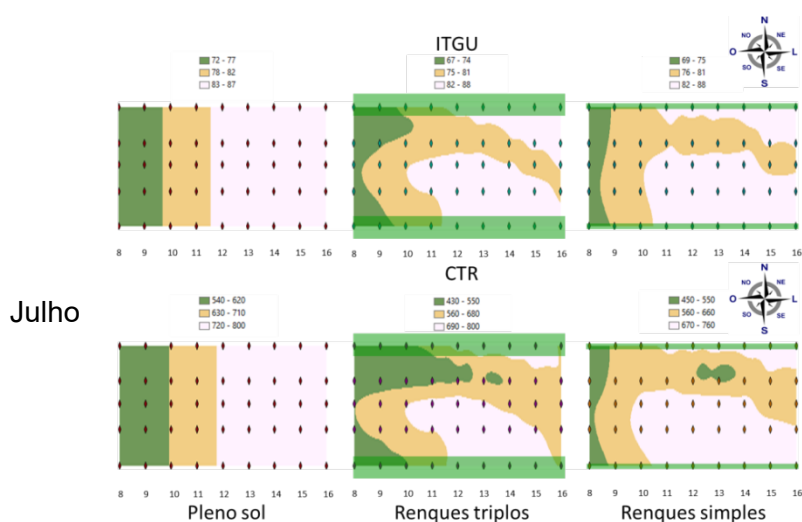 ITGU
72 - 77
78 - 82
83 - 87
67 - 74
75 - 81
82 - 88
69 - 75
76 - 81
82 - 88
N
NO NE
O L
SO SE
S
8 9 10 11 12 13 14 15 16
8 9 10 11 12 13 14 15 16
8 9 10 11 12 13 14 15 16
CTR
Julho
540 - 620
630 - 710
720 - 800
430 - 550
560 - 680
690 - 800
450 - 550
560 - 660
670 - 760
N
NO NE
O L
SO SE
S
8 9 10 11 12 13 14 15 16
8 9 10 11 12 13 14 15 16
8 9 10 11 12 13 14 15 16
Pleno sol
Renques triplos
Renques simples